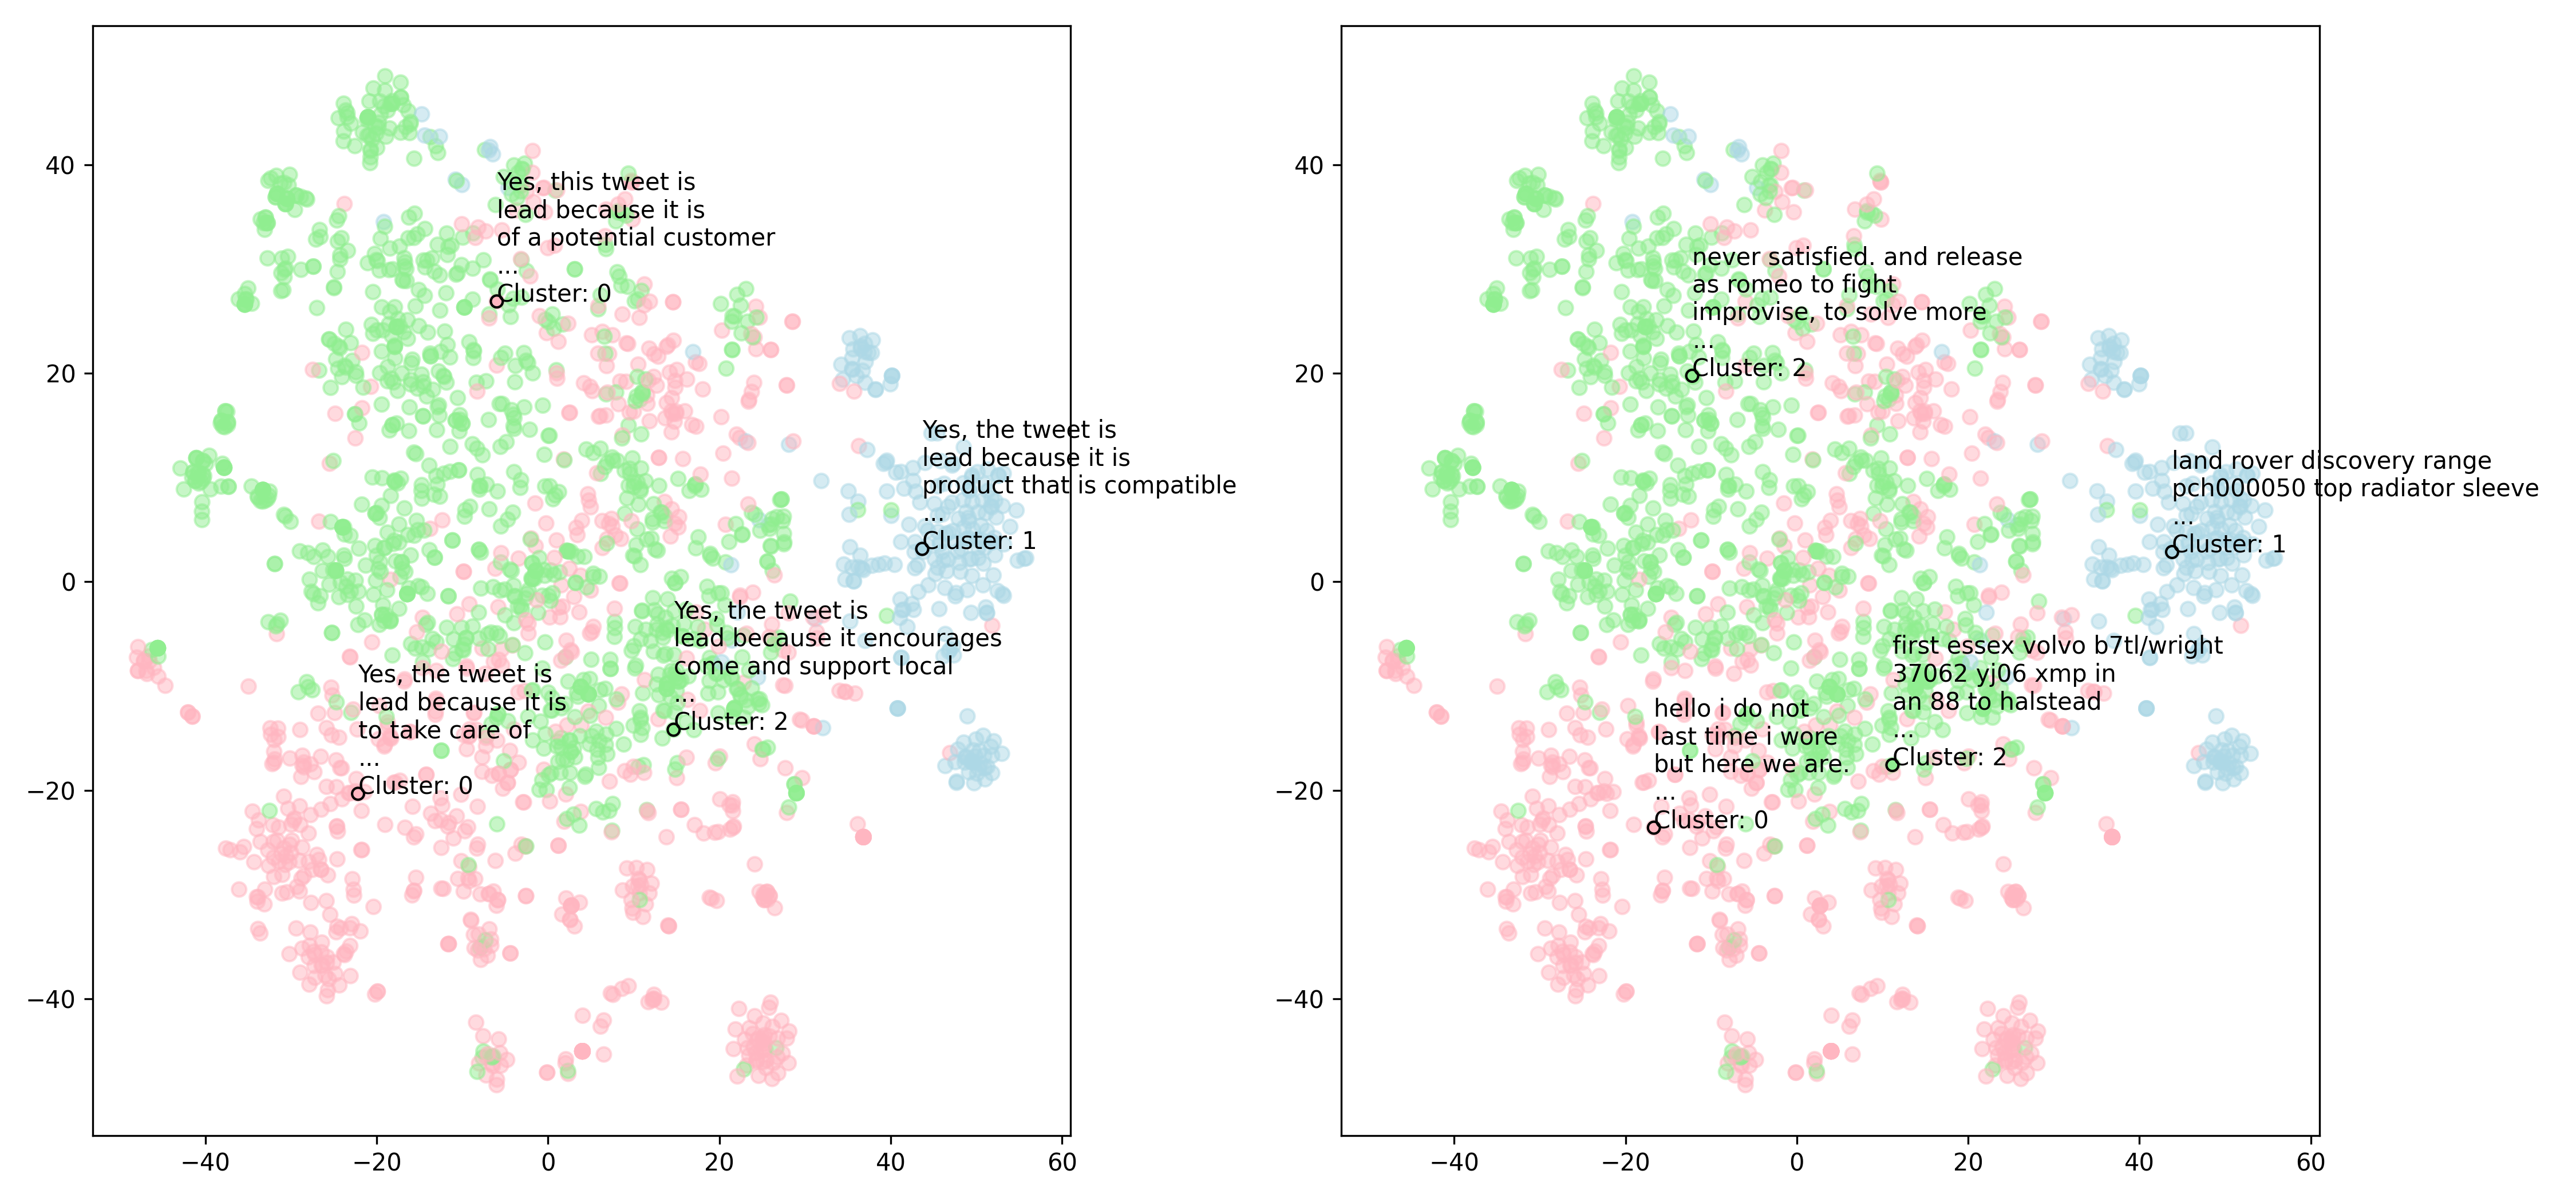 40
20
0
−20
−40
−40
−20
0
20
40
60
Yes, this tweet is
lead because it is
of a potential customer
...
Cluster: 0
Yes, the tweet is
lead because it is
product that is compatible
...
Cluster: 1
Yes, the tweet is
lead because it encourages
come and support local
...
Cluster: 2
Yes, the tweet is
lead because it is
to take care of
...
Cluster: 0
40
20
0
−20
−40
−40
−20
0
20
40
60
never satisfied. and release
as romeo to fight
improvise, to solve more
...
Cluster: 2
land rover discovery range
pch000050 top radiator sleeve
...
Cluster: 1
first essex volvo b7tl/wright
37062 yj06 xmp in
an 88 to halstead
...
Cluster: 2
hello i do not
last time i wore
but here we are.
...
Cluster: 0